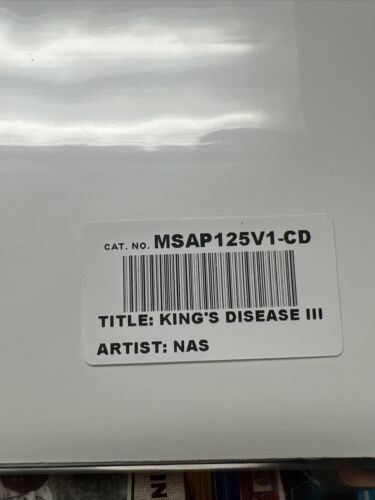 CAT. NO. MSAP125V1-CD
TITLE: KING'S DISEASE III
ARTIST: NAS